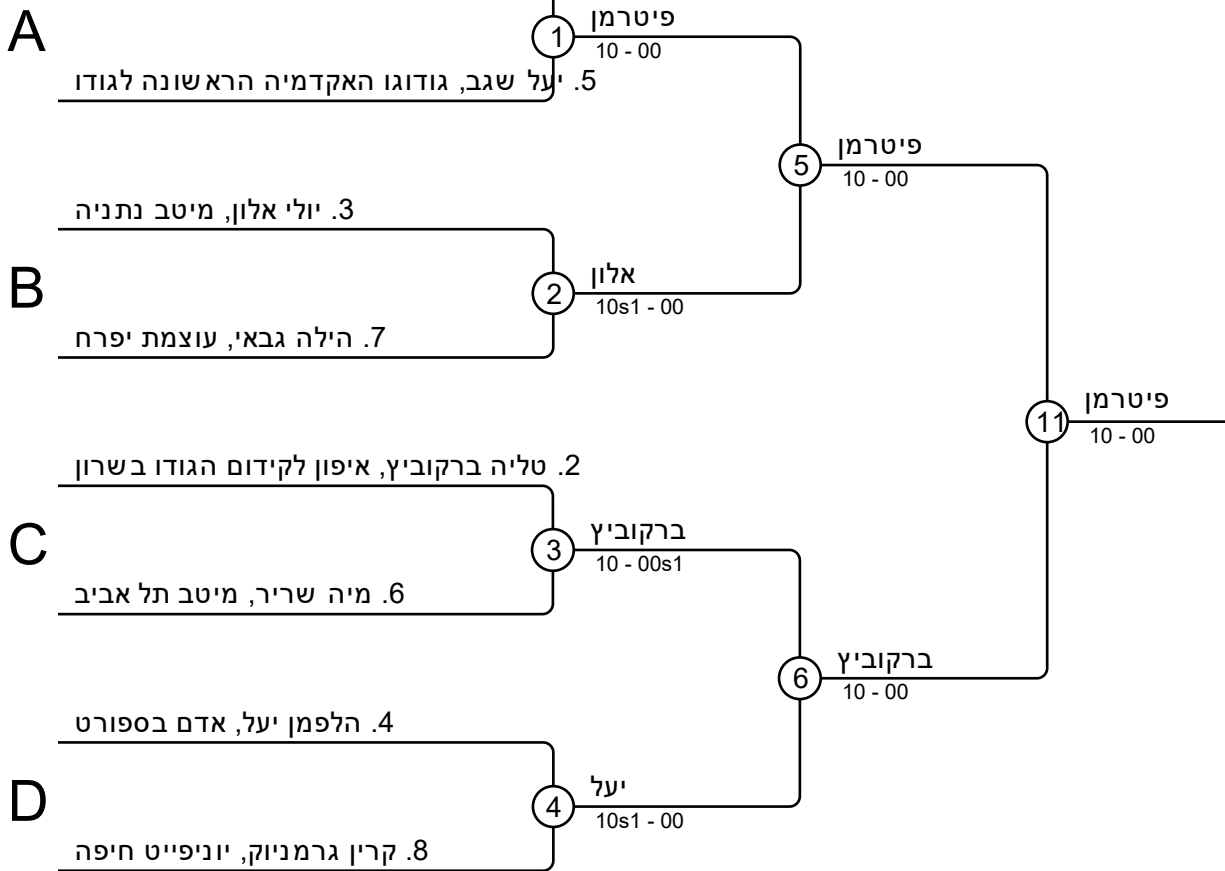 A
1
פיטרמן
10 - 00
5. יעל שגב, גודוגו האקדמיה הראשונה לגודו
5
פיטרמן
10 - 00
3. יולי אלון, מיטב נתניה
B
2
אלון
10s1 - 00
7. הילה גבאי, עוצמת יפרח
11
פיטרמן
10 - 00
2. טליה ברקוביץ, איפון לקידום הגודו בשרון
C
3
ברקוביץ
10 - 00s1
6. מיה שריר, מיטב תל אביב
6
ברקוביץ
10 - 00
4. הלפמן יעל, אדם בספורט
D
4
יעל
10s1 - 00
8. קרין גרמניוק, יוניפייט חיפה